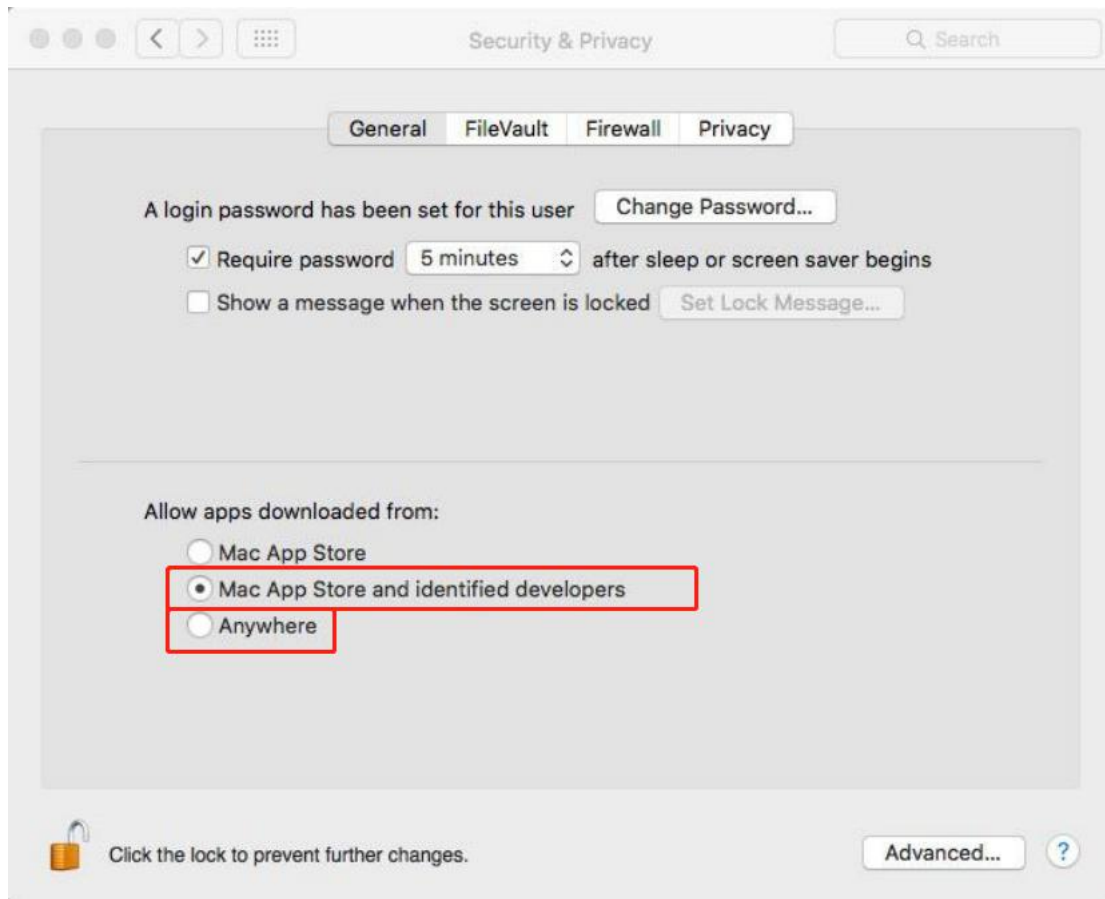 Security & Privacy
Search
General FileVault Firewall Privacy
A login password has been set for this user Change Password...
Require password 5 minutes after sleep or screen saver begins
Show a message when the screen is locked Set Lock Message...
Allow apps downloaded from:
Mac App Store
Mac App Store and identified developers
Anywhere
Click the lock to prevent further changes. Advanced... ?